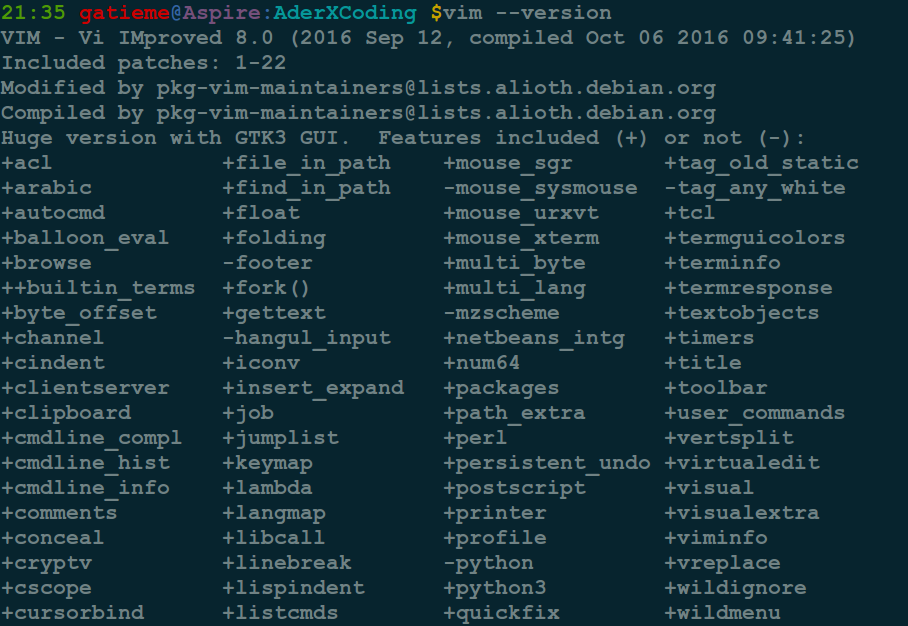 21:35 gatieme@Aspire:AderXCoding $vim --version
VIM - Vi IMproved 8.0 (2016 Sep 12, compiled Oct 06 2016 09:41:25)
Included patches: 1-22
Modified by pkg-vim-maintainers@lists.alioth.debian.org
Compiled by pkg-vim-maintainers@lists.alioth.debian.org
Huge version with GTK3 GUI.  Features included (+) or not (-):
+acl             +file_in_path    +mouse_sgr       +tag_old_static
+arabic          +find_in_path    -mouse_sysmouse  -tag_any_white
+autocmd         +float           +mouse_urxvt     +tcl
+balloon_eval    +folding         +mouse_xterm     +termguicolors
+browse          -footer          +multi_byte      +terminfo
++builtin_terms  +fork()          +multi_lang      +termresponse
+byte_offset     +gettext         -mzscheme        +textobjects
+channel         -hangul_input    +netbeans_intg   +timers
+cindent         +iconv           +num64           +title
+clientserver    +insert_expand   +packages        +toolbar
+clipboard       +job             +path_extra      +user_commands
+cmdline_compl   +jumplist        +perl            +vertsplit
+cmdline_hist    +keymap          +persistent_undo +virtualedit
+cmdline_info    +lambda          +postscript      +visual
+comments        +langmap         +printer         +visualextra
+conceal         +libcall         +profile         +viminfo
+cryptv          +linebreak       -python          +vreplace
+cscope          +lispindent      +python3         +wildignore
+cursorbind      +listcmds        +quickfix        +wildmenu